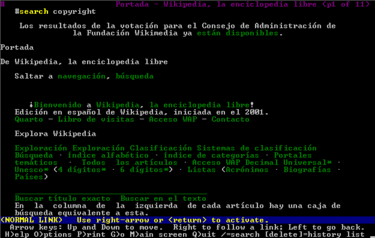 Portada - Wikipedia, la enciclopedia libre (p1 of 11)
#search copyright
Los resultados de la votación para el Consejo de Administración de
la Fundación Wikimedia ya están disponibles.
Portada
De Wikipedia, la enciclopedia libre
Saltar a navegación, búsqueda
¡Bienvenido a Wikipedia, la enciclopedia libre!
Edición en español de Wikipedia, iniciada en el 2001.
Quarto - Libro de visitas - Acceso WAP - Contacto
Explora Wikipedia
Exploración Exploración Clasificación Sistemas de clasificación
Búsqueda · Índice alfabético · Índice de categorías · Portales
temáticos · Todos los artículos · Acceso WAP Decimal Universal* ·
Unesco* (4 dígitos* · 6 dígitos*) · Listas (Acrónimos · Biografías ·
Países)
Buscar título exacto Buscar en el texto
En la columna de la izquierda de cada artículo hay una caja de
búsqueda equivalente a esta.
(NORMAL LINK) Use right-arrow or <return> to activate.
Arrow keys: Up and Down to move. Right to follow a link; Left to go back.
H)elp O)ptions P)rint G)o M)ain screen Q)uit /=search [delete]=history list